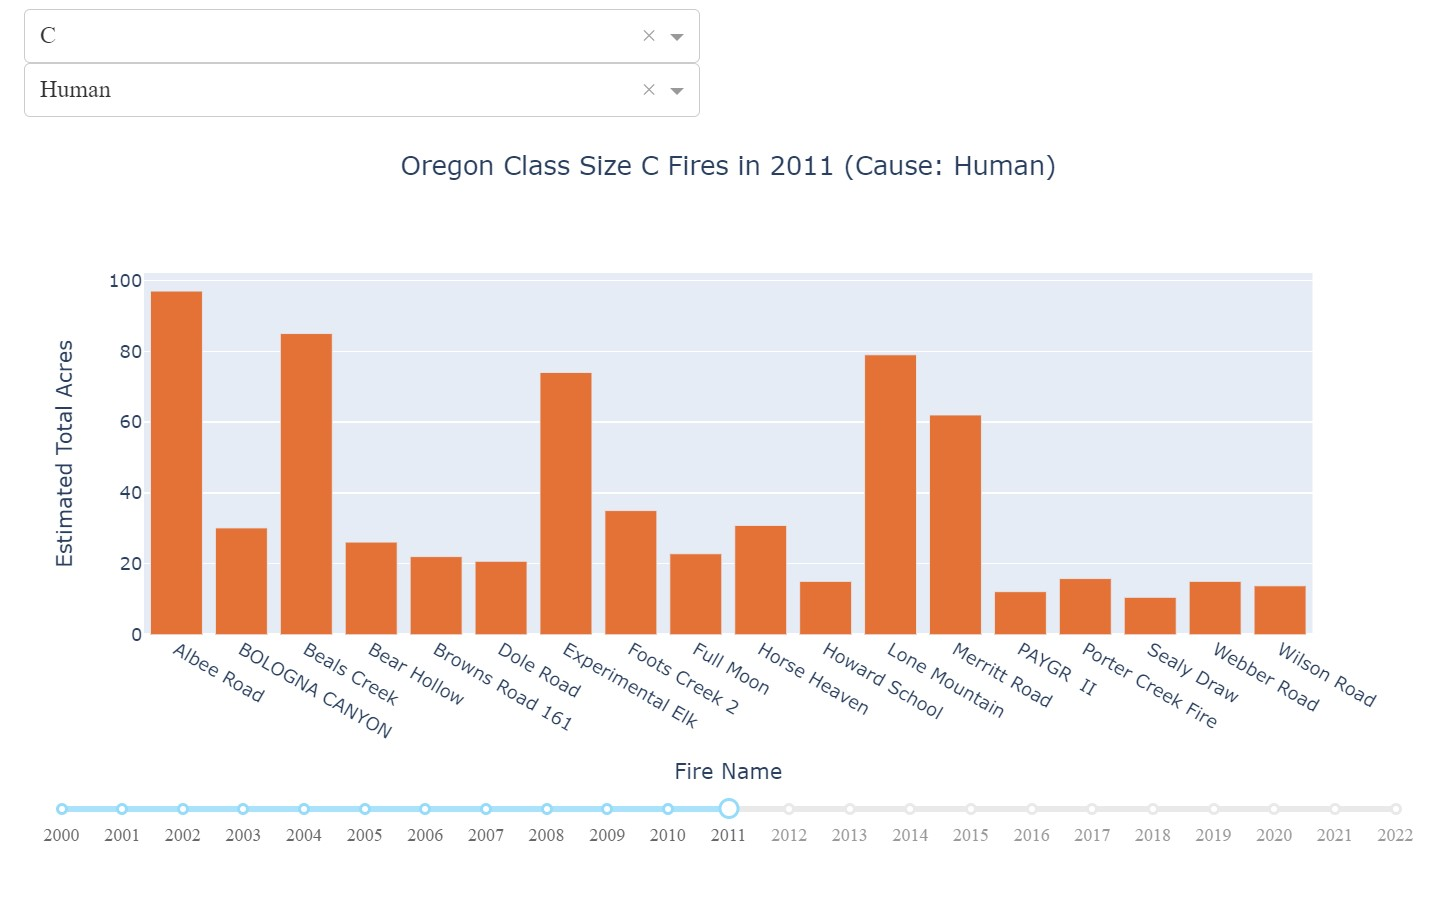 C
Human
Oregon Class Size C Fires in 2011 (Cause: Human)
Estimated Total Acres
100
80
60
40
20
0
Albee Road
BOLOGNA CANYON
Beals Creek
Bear Hollow
Browns Road 161
Dole Road
Experimental Elk
Foots Creek 2
Full Moon
Horse Heaven
Howard School
Lone Mountain
Merritt Road
PAYGR  II
Porter Creek Fire
Sealy Draw
Webber Road
Wilson Road
Fire Name
2000 2001 2002 2003 2004 2005 2006 2007 2008 2009 2010 2011 2012 2013 2014 2015 2016 2017 2018 2019 2020 2021 2022